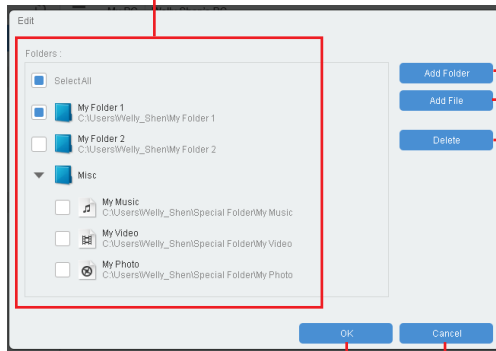 Edit
Folders :
SelectAll
Add Folder
My Folder 1
C:\Users\Welly_Shen\My Folder 1
Add File
My Folder 2
C:\Users\Welly_Shen\My Folder 2
Delete
Misc
My Music
C:\Users\Welly_Shen\Special Folder\My Music
My Video
C:\Users\Welly_Shen\Special Folder\My Video
My Photo
C:\Users\Welly_Shen\Special Folder\My Photo
OK
Cancel